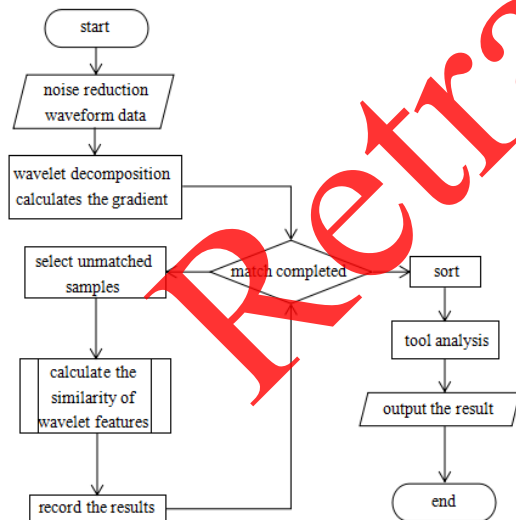 start
noise reduction
waveform data
wavelet decomposition
calculates the gradient
match completed
select unmatched
samples
calculate the
similarity of
wavelet features
record the results
sort
tool analysis
output the result
end
Retra